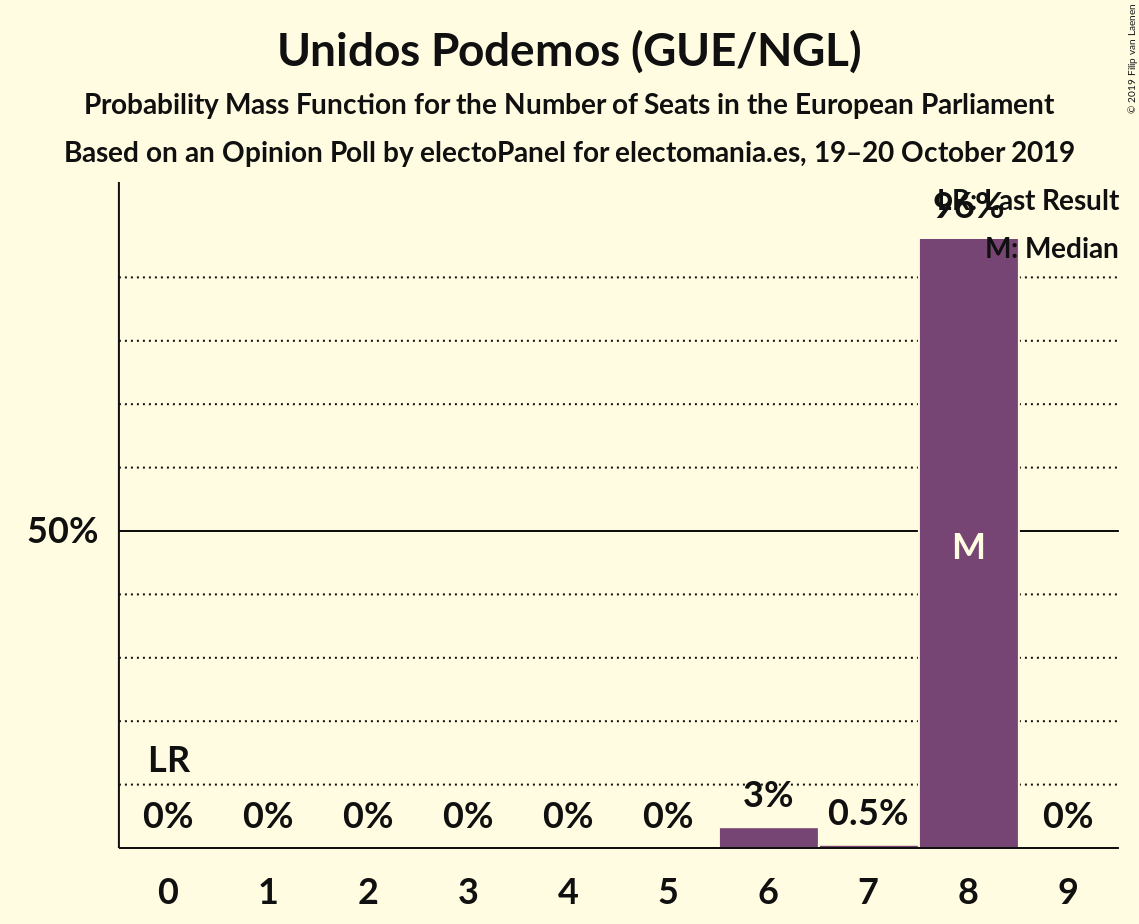 Unidos Podemos (GUE/NGL)
Probability Mass Function for the Number of Seats in the European Parliament
Based on an Opinion Poll by electoPanel for electomania.es, 19–20 October 2019
© 2019 Filip van Laenen
LR: Last Result
96%
M: Median
50%
M
LR
0% 0% 0% 0% 0% 0% 3% 0.5% 0%
0 1 2 3 4 5 6 7 8 9